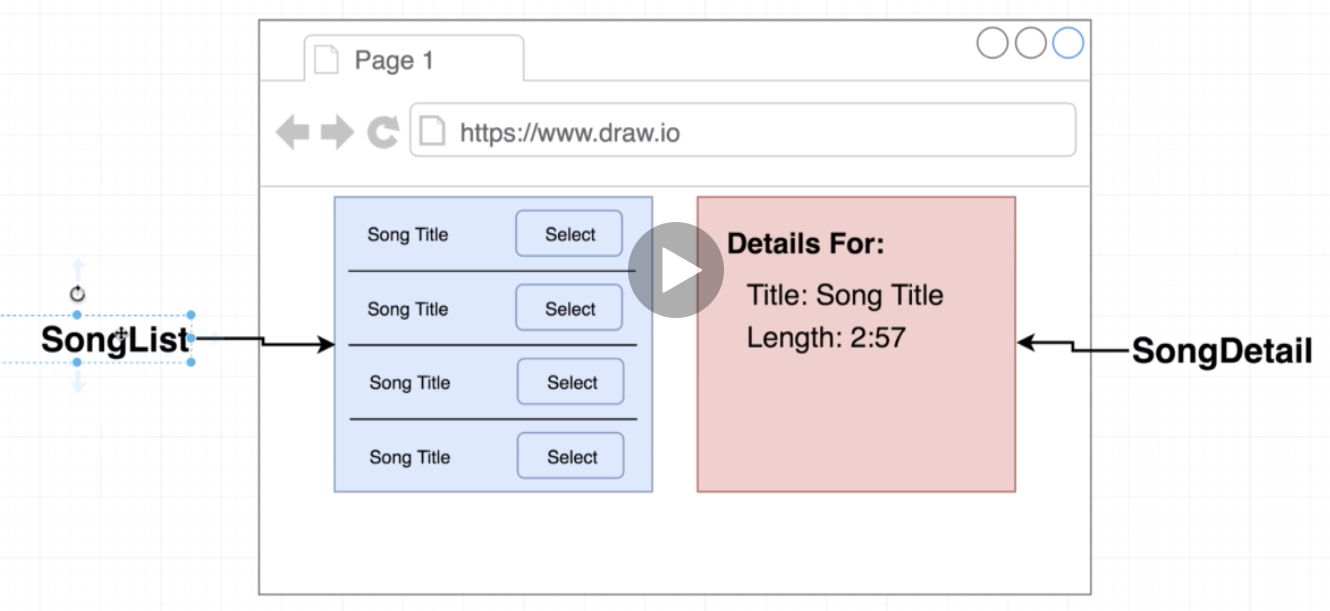 Page 1
https://www.draw.io
Song Title Select
Song Title Select
Song Title Select
Song Title Select
Details For:
Title: Song Title
Length: 2:57
SongList
SongDetail